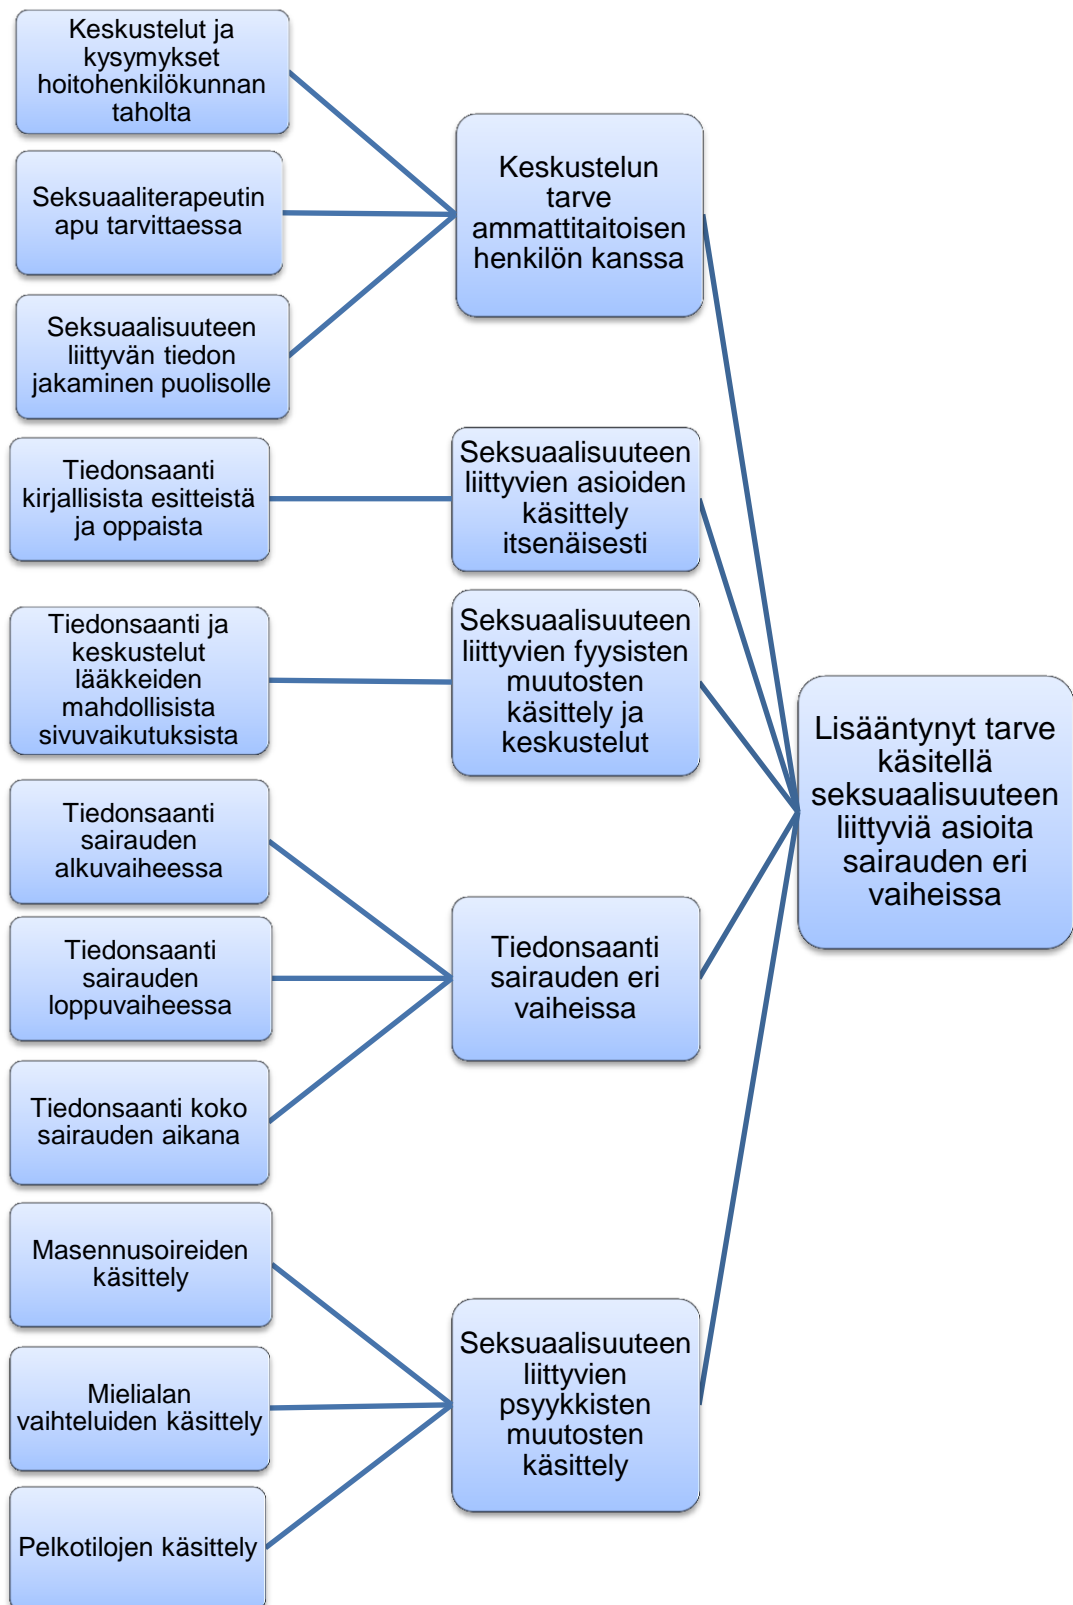 Keskustelut ja
kysymykset
hoitohenkilökunnan
taholta
Seksuaaliterapeutin
apu tarvittaessa
Seksuaalisuuteen
liittyvän tiedon
jakaminen puolisolle
Keskustelun
tarve
ammattitaitoisen
henkilön kanssa
Tiedonsaanti
kirjallisista esitteistä
ja oppaista
Seksuaalisuuteen
liittyvien asioiden
käsittely
itsenäisesti
Tiedonsaanti ja
keskustelut
lääkkeiden
mahdollisista
sivuvaikutuksista
Seksuaalisuuteen
liittyvien fyysisten
muutosten
käsittely ja
keskustelut
Tiedonsaanti
sairauden
alkuvaiheessa
Tiedonsaanti
sairauden
loppuvaiheessa
Tiedonsaanti koko
sairauden aikana
Tiedonsaanti
sairauden eri
vaiheissa
Masennusoireiden
käsittely
Mielialan
vaihteluiden käsittely
Pelkotilojen käsittely
Seksuaalisuuteen
liittyvien
psyykkisten
muutosten
käsittely
Lisääntynyt tarve
käsitellä
seksuaalisuuteen
liittyviä asioita
sairauden eri
vaiheissa